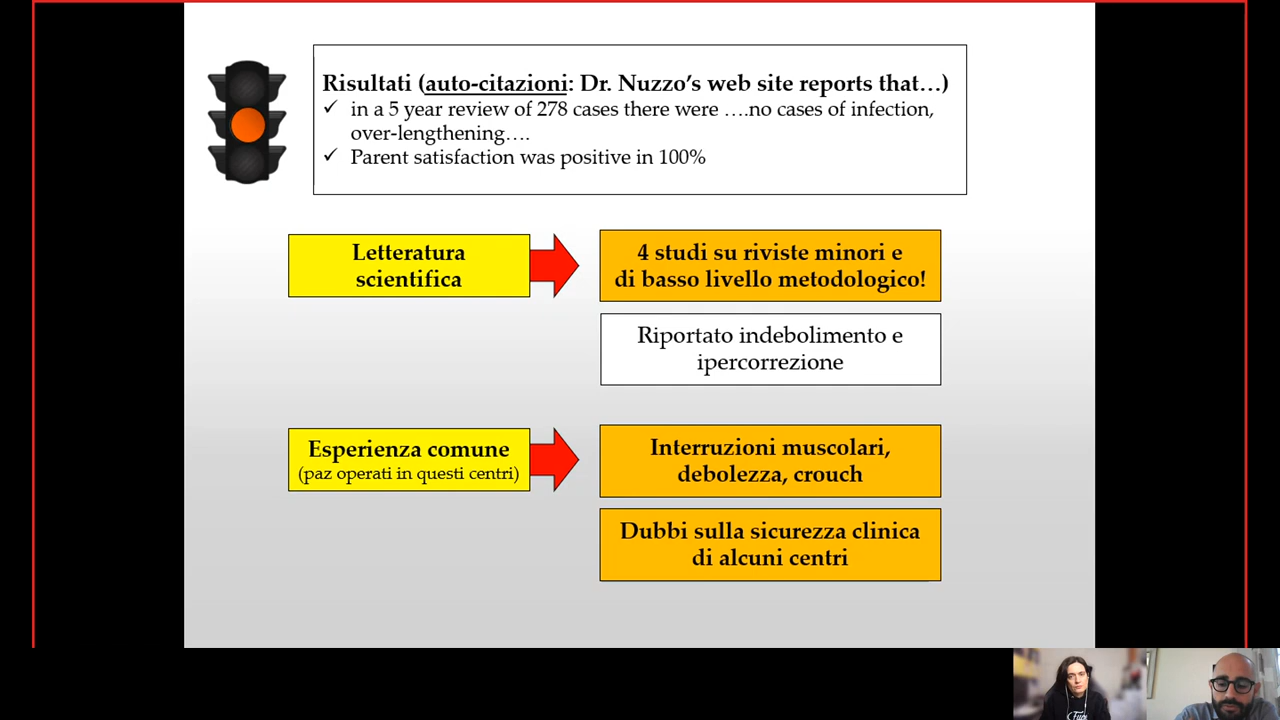 Risultati (auto-citazioni: Dr. Nuzzo's web site reports that…)
✓ in a 5 year review of 278 cases there were ….no cases of infection,
over-lengthening….
✓ Parent satisfaction was positive in 100%
Letteratura
scientifica
4 studi su riviste minori e
di basso livello metodologico!
Riportato indebolimento e
ipercorrezione
Esperienza comune
(paz operati in questi centri)
Interruzioni muscolari,
debolezza, crouch
Dubbi sulla sicurezza clinica
di alcuni centri